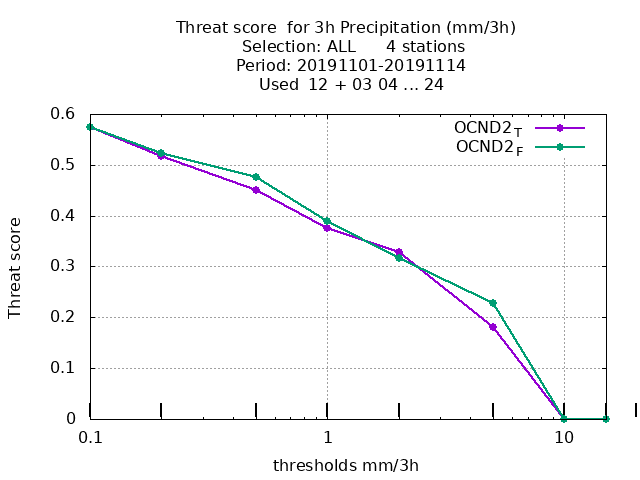 Threat score  for 3h Precipitation (mm/3h)
Selection: ALL      4 stations
Period: 20191101-20191114
Used  12 + 03 04 ... 24
OCND2_T
OCND2_F
0.6
0.5
0.4
0.3
0.2
0.1
0
Threat score
0.1
1
10
thresholds mm/3h